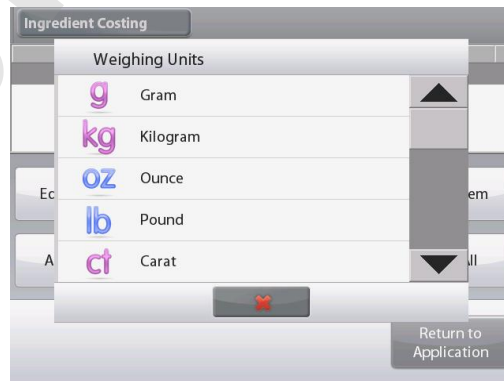 Ingredient Costing
Weighing Units
g Gram
kg Kilogram
oz Ounce
lb Pound
ct Carat
Return to
Application